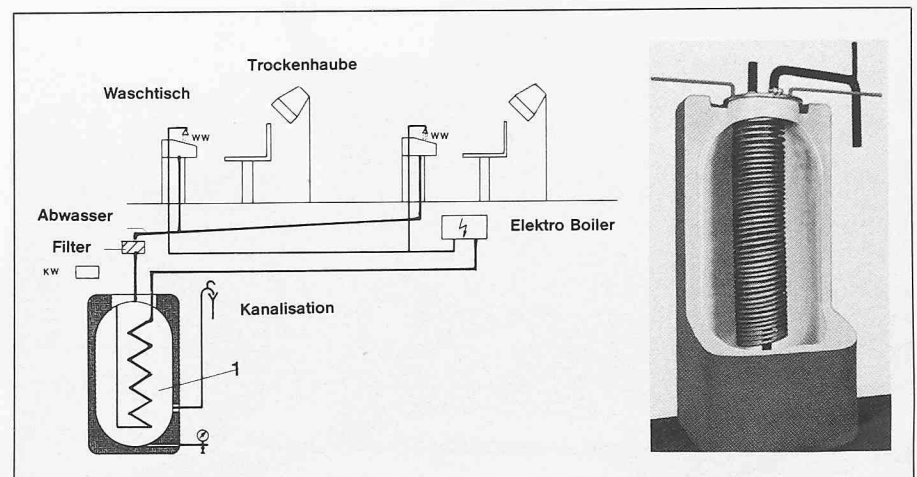 Trockenhaube
Waschtisch
WW
WW
Abwasser
Elektro Boiler
Filter
KW
Kanalisation
1